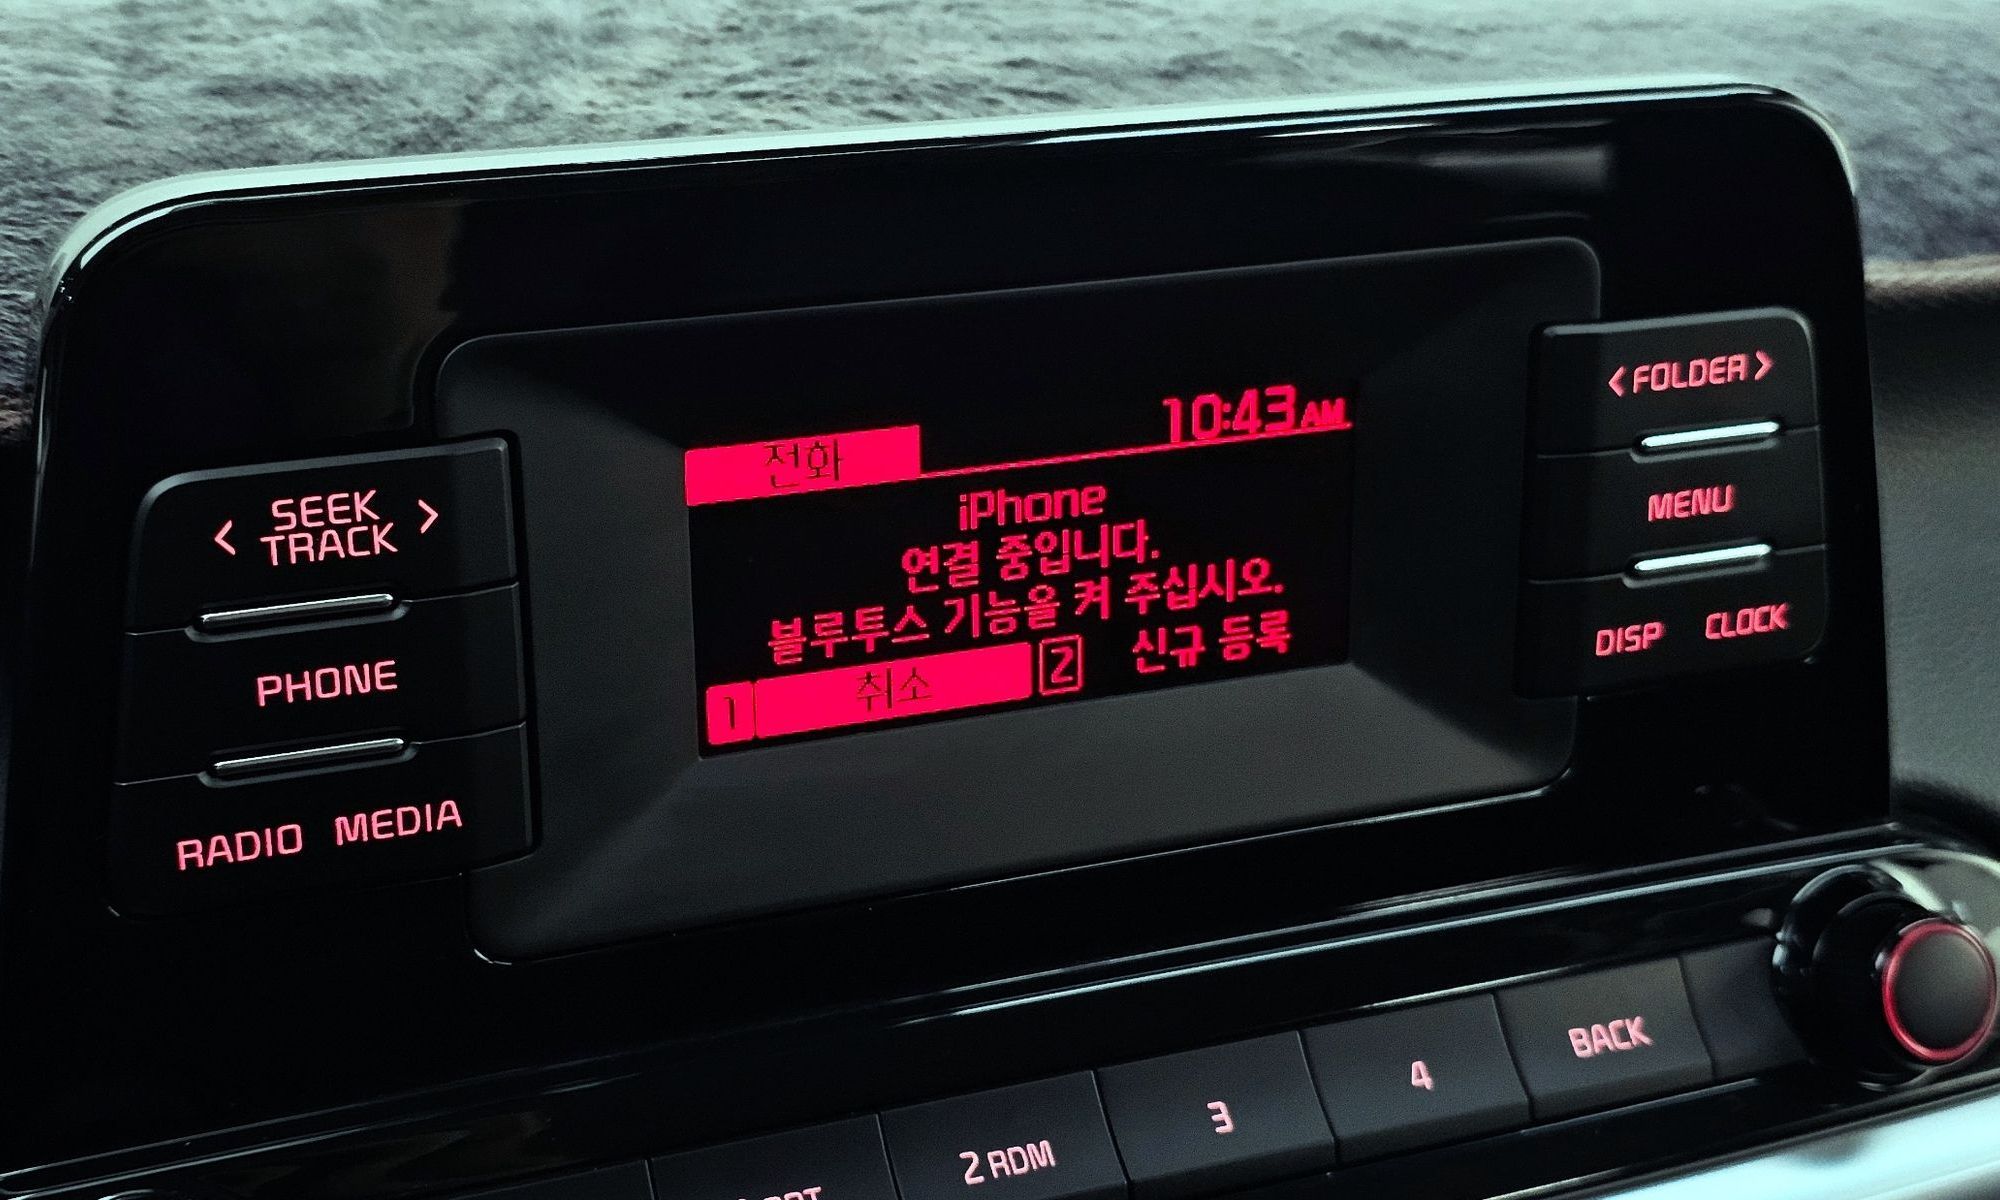 전화 10:43 AM
iPhone
연결 중입니다.
블루투스 기능을 켜 주십시오.
1 취소 2 신규 등록
< SEEK TRACK >
PHONE
RADIO MEDIA
< FOLDER >
MENU
DISP CLOCK
2 RDM
3
4
BACK